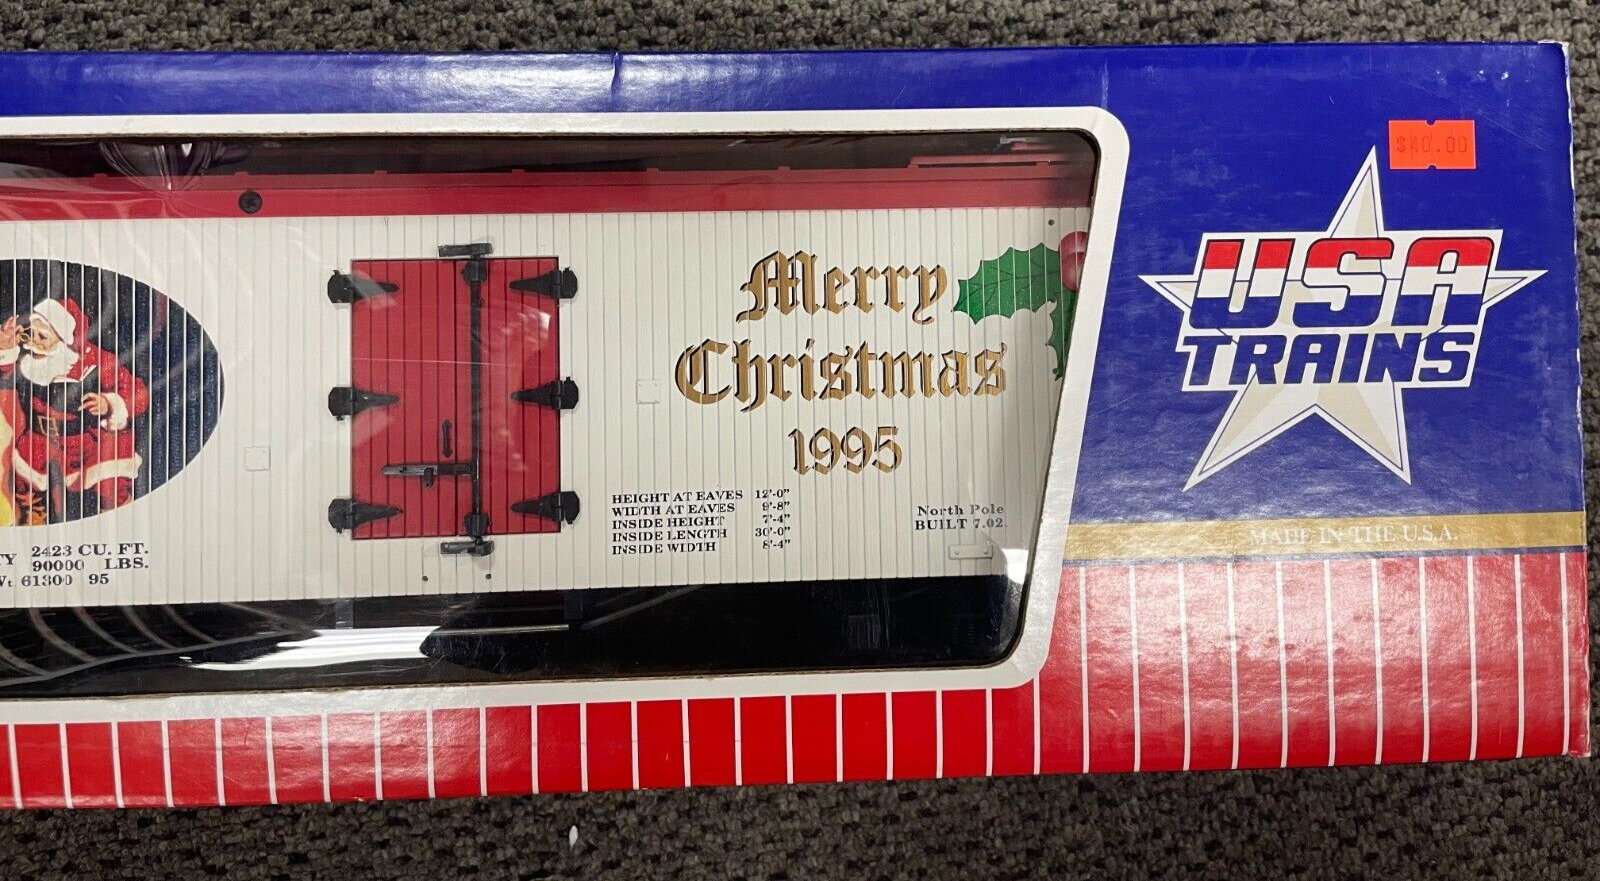 $40.00
USA
TRAINS
MADE IN THE U.S.A.
Merry
Christmas
1995
HEIGHT AT EAVES 12'-0"
WIDTH AT EAVES 9'-8"
INSIDE HEIGHT 7'-4"
INSIDE LENGTH 30'-0"
INSIDE WIDTH 8'-4"
North Pole
BUILT 7.02.
TY 2423 CU. FT.
90000 LBS.
Wt. 61300 95